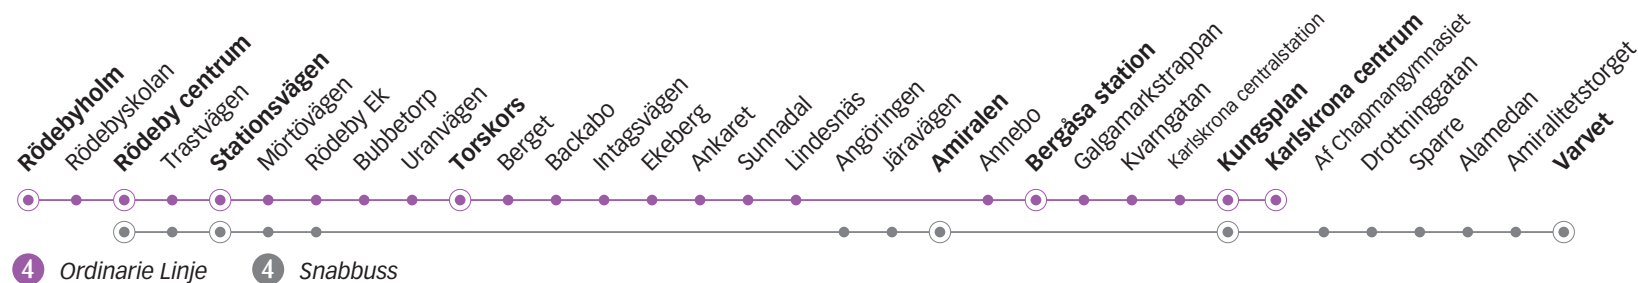 Rödebyholm
Rödebyskolan
Rödeby centrum
Trastvägen
Stationsvägen
Mörtövägen
Rödeby Ek
Bubbetorp
Uranvägen
Torskors
Berget
Backabo
Intagsvägen
Ekeberg
Ankaret
Sunnadal
Lindesnäs
Angöringen
Järavägen
Amiralen
Annebo
Bergåsa station
Galgamarkstrappan
Kvarngatan
Karlskrona centralstation
Kungsplan
Karlskrona centrum
Af Chapmangymnasiet
Drottninggatan
Sparre
Alamedan
Amiralitetstorget
Varvet
4 Ordinarie Linje
4 Snabbuss